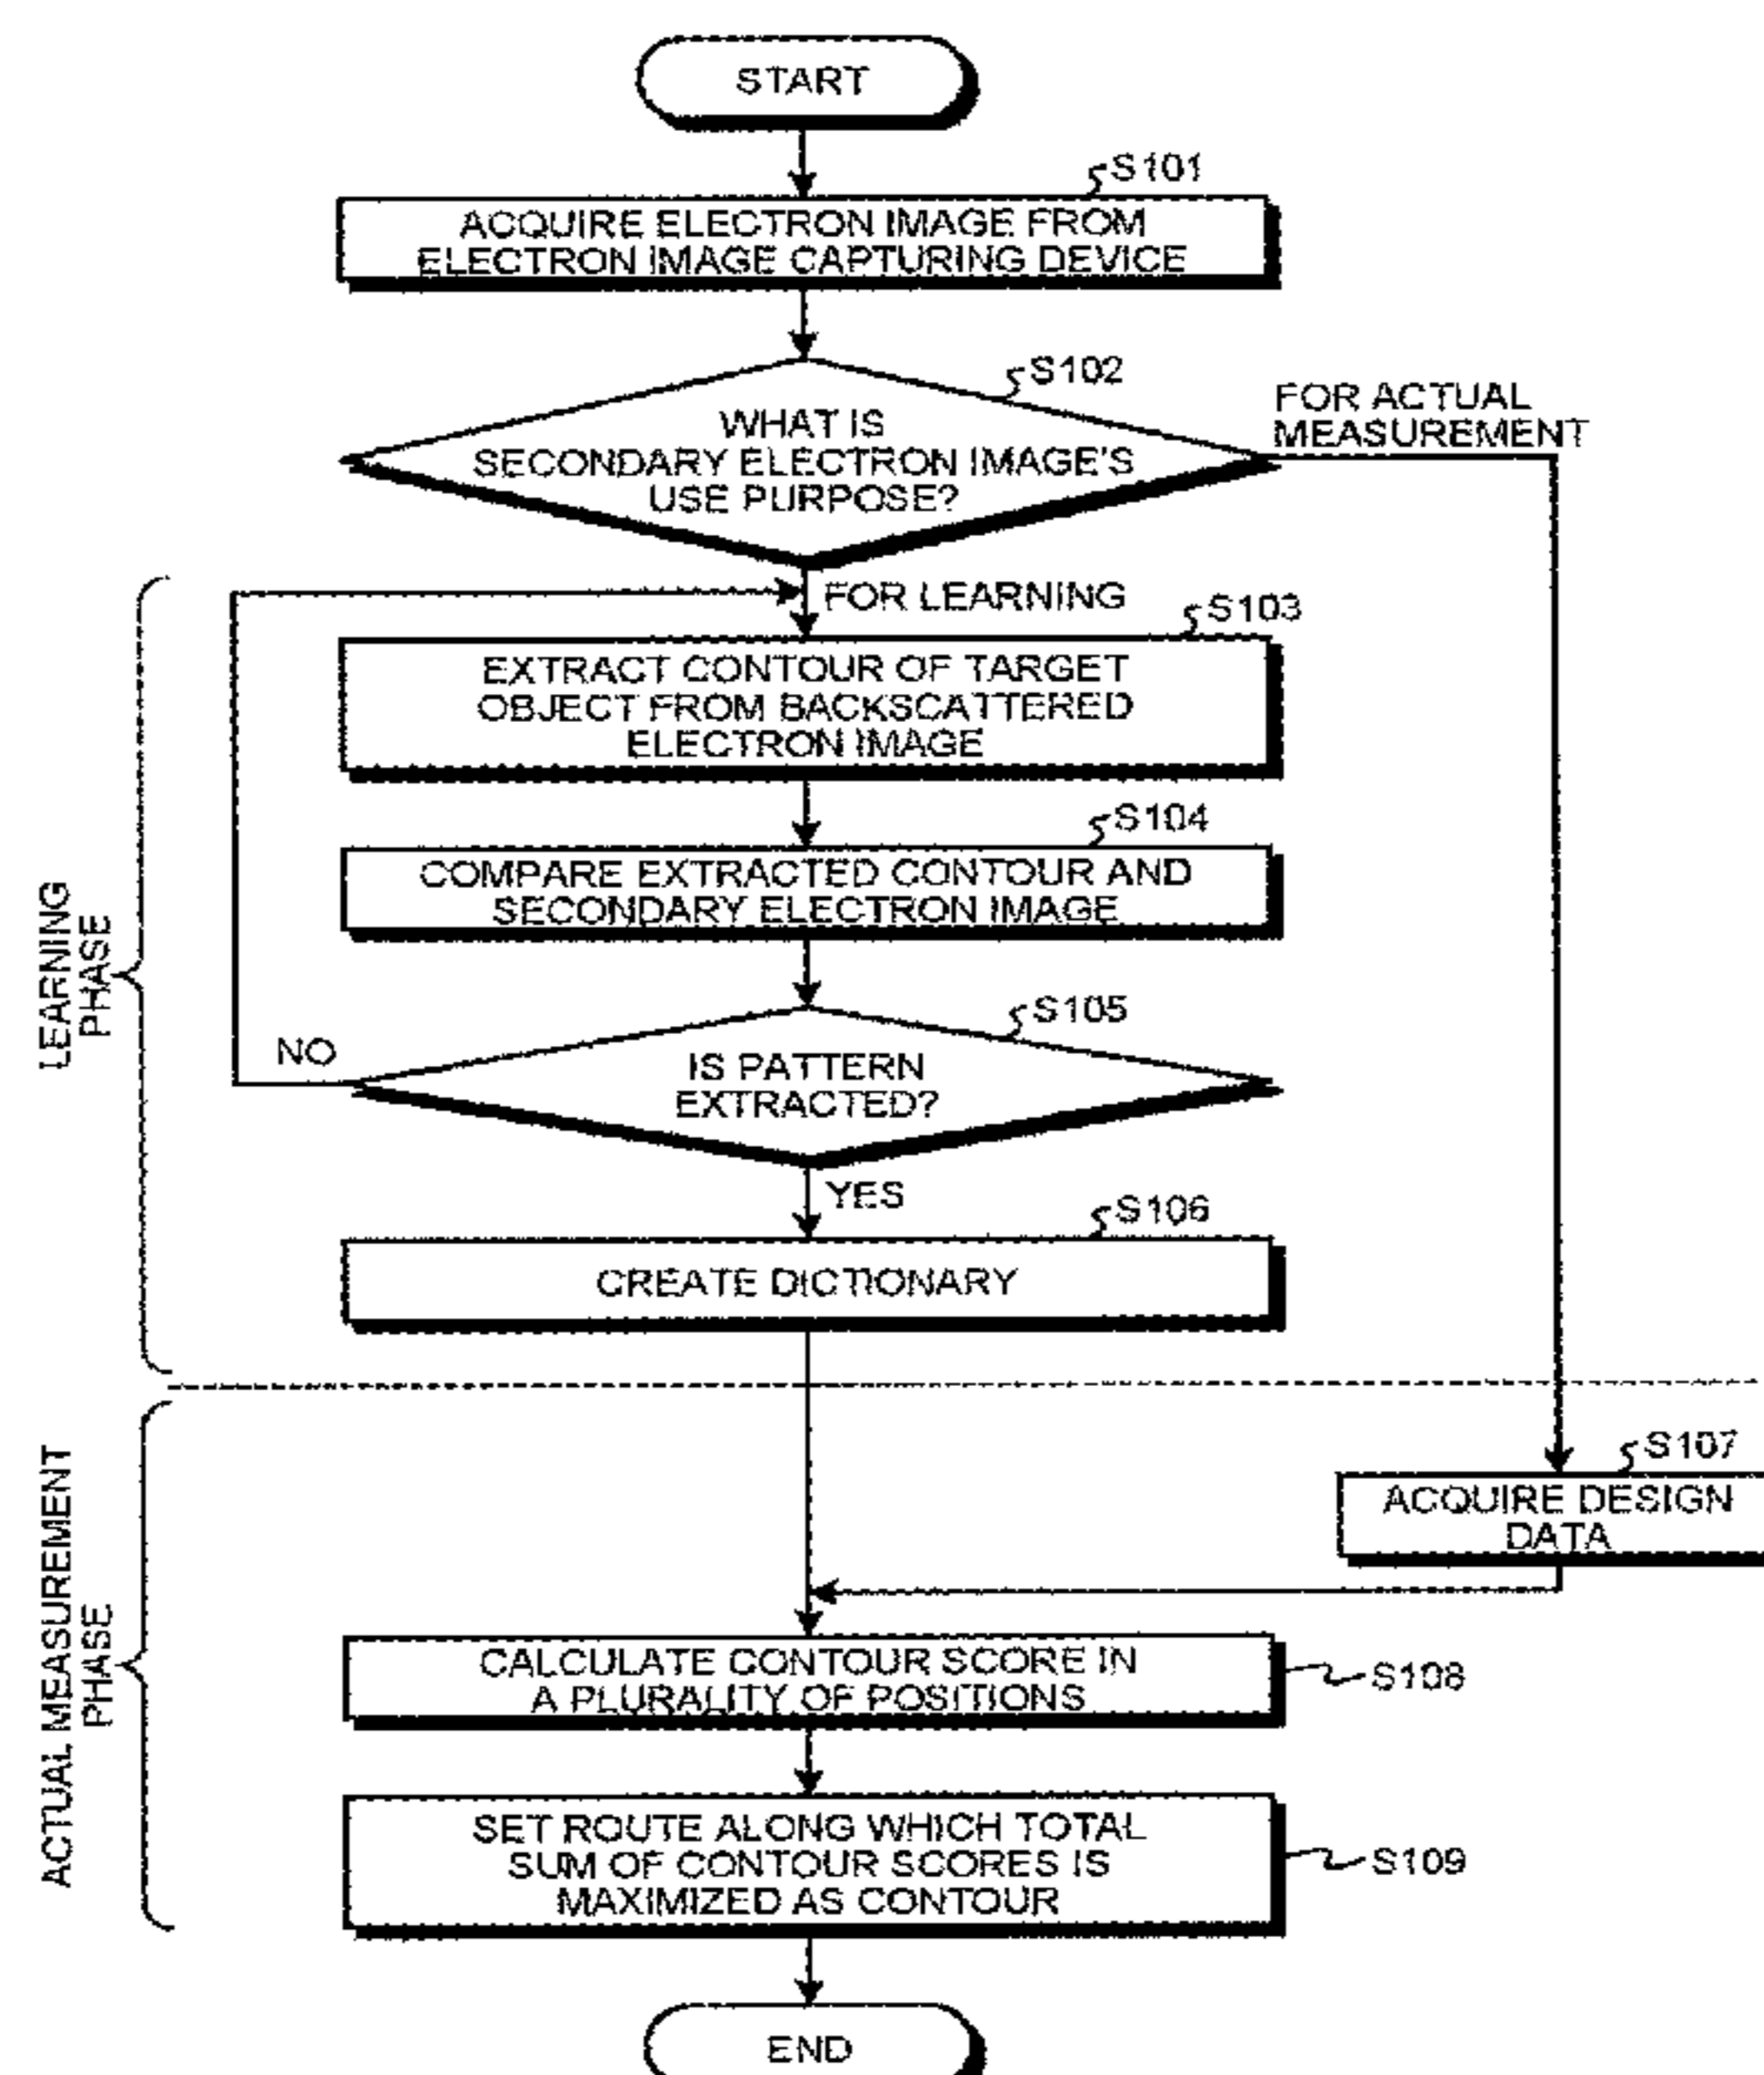 START
S101
ACQUIRE ELECTRON IMAGE FROM
ELECTRON IMAGE CAPTURING DEVICE
S102
WHAT IS
SECONDARY ELECTRON IMAGE'S
USE PURPOSE?
FOR ACTUAL
MEASUREMENT
FOR LEARNING
S103
EXTRACT CONTOUR OF TARGET
OBJECT FROM BACKSCATTERED
ELECTRON IMAGE
S104
COMPARE EXTRACTED CONTOUR AND
SECONDARY ELECTRON IMAGE
LEARNING
PHASE
S105
IS PATTERN
EXTRACTED?
NO
YES
S106
CREATE DICTIONARY
S107
ACQUIRE DESIGN
DATA
ACTUAL MEASUREMENT
PHASE
CALCULATE CONTOUR SCORE IN
A PLURALITY OF POSITIONS
S108
SET ROUTE ALONG WHICH TOTAL
SUM OF CONTOUR SCORES IS
MAXIMIZED AS CONTOUR
S109
END